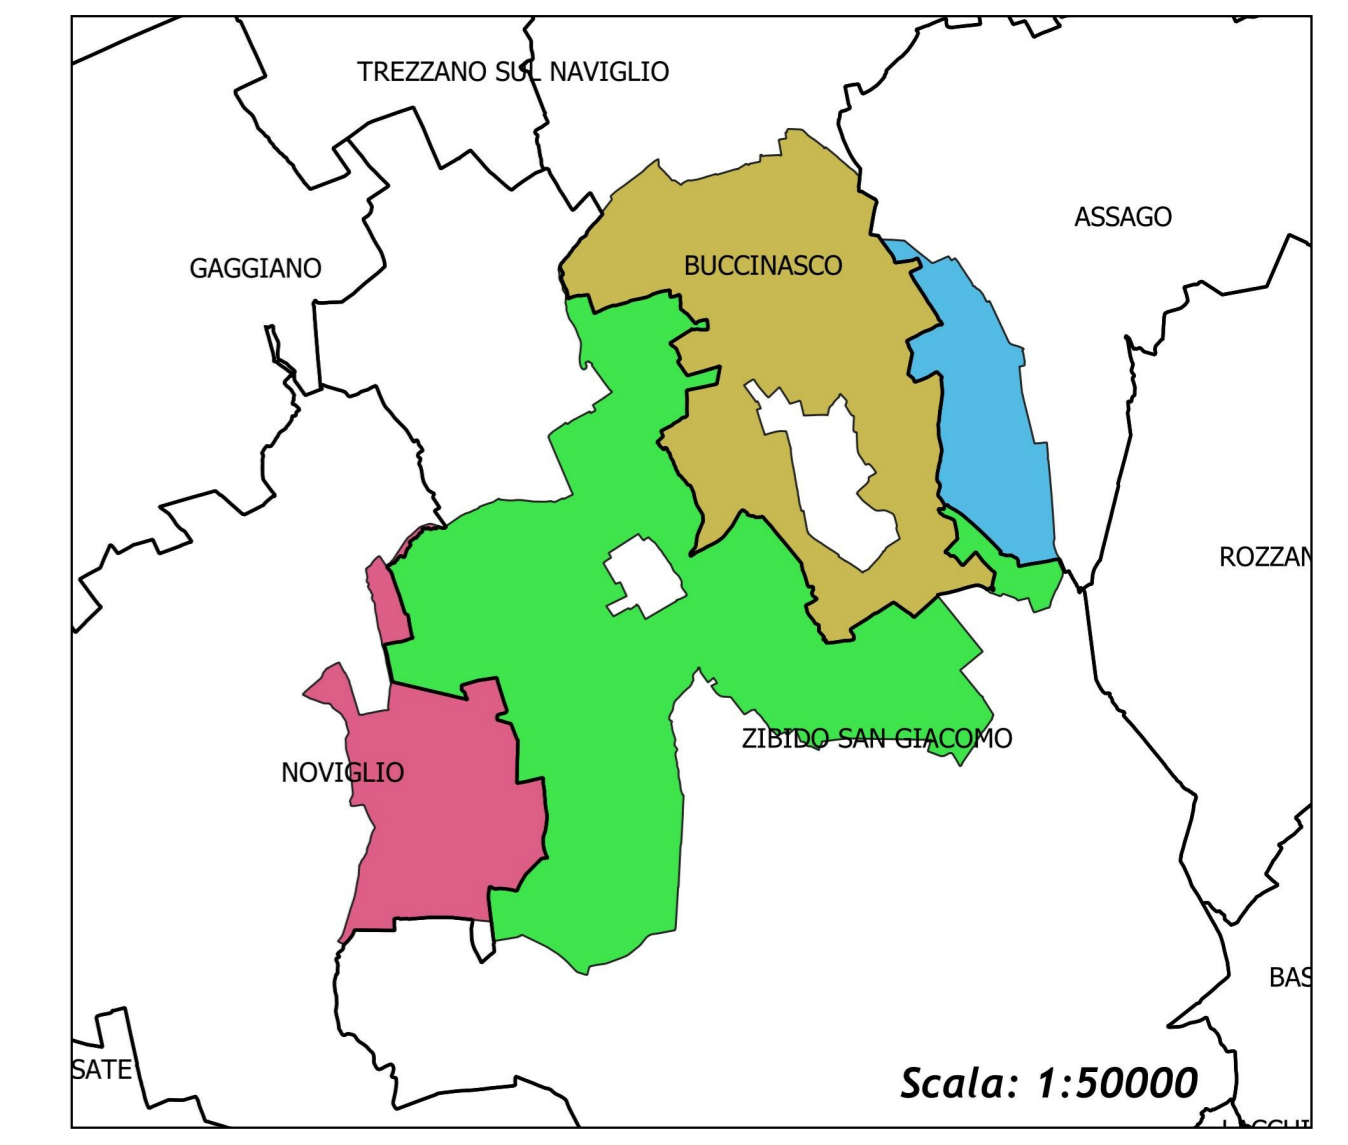 TREZZANO SUL NAVIGLIO
ASSAGO
GAGGIANO
BUCCINASCO
ROZZAN
ZIBIDO SAN GIACOMO
NOVIGLIO
BAS
SATE
Scala: 1:50000